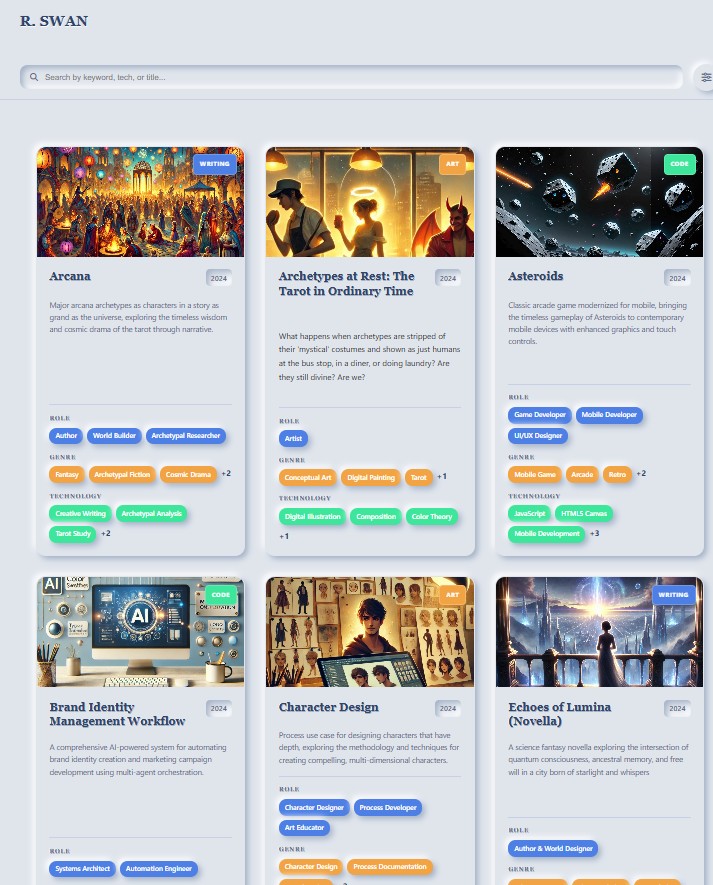 R. SWAN
Search by keyword, tech, or title...
WRITING
Arcana
2024
Major arcana archetypes as characters in a story as
grand as the universe, exploring the timeless wisdom
and cosmic drama of the tarot through narrative.
ROLE
Author World Builder Archetypal Researcher
GENRE
Fantasy Archetypal Fiction Cosmic Drama +2
TECHNOLOGY
Creative Writing Archetypal Analysis
Tarot Study +2
ART
Archetypes at Rest: The
Tarot in Ordinary Time
2024
What happens when archetypes are stripped of
their 'mystical' costumes and shown as just humans
at the bus stop, in a diner, or doing laundry? Are
they still divine? Are we?
ROLE
Artist
GENRE
Conceptual Art Digital Painting Tarot +1
TECHNOLOGY
Digital Illustration Composition Color Theory
+1
CODE
Asteroids
2024
Classic arcade game modernized for mobile, bringing
the timeless gameplay of Asteroids to contemporary
mobile devices with enhanced graphics and touch
controls.
ROLE
Game Developer Mobile Developer
UI/UX Designer
GENRE
Mobile Game Arcade Retro +2
TECHNOLOGY
JavaScript HTML5 Canvas
Mobile Development +3
AI
AI
CODE
Brand Identity
Management Workflow
2024
A comprehensive AI-powered system for automating
brand identity creation and marketing campaign
development using multi-agent orchestration.
ROLE
Systems Architect Automation Engineer
ART
Character Design
2024
Process use case for designing characters that have
depth, exploring the methodology and techniques for
creating compelling, multi-dimensional characters.
ROLE
Character Designer Process Developer
Art Educator
GENRE
Character Design Process Documentation
WRITING
Echoes of Lumina
(Novella)
2024
A science fantasy novella exploring the intersection of
quantum consciousness, ancestral memory, and free
will in a city born of starlight and whispers
ROLE
Author & World Designer
GENRE